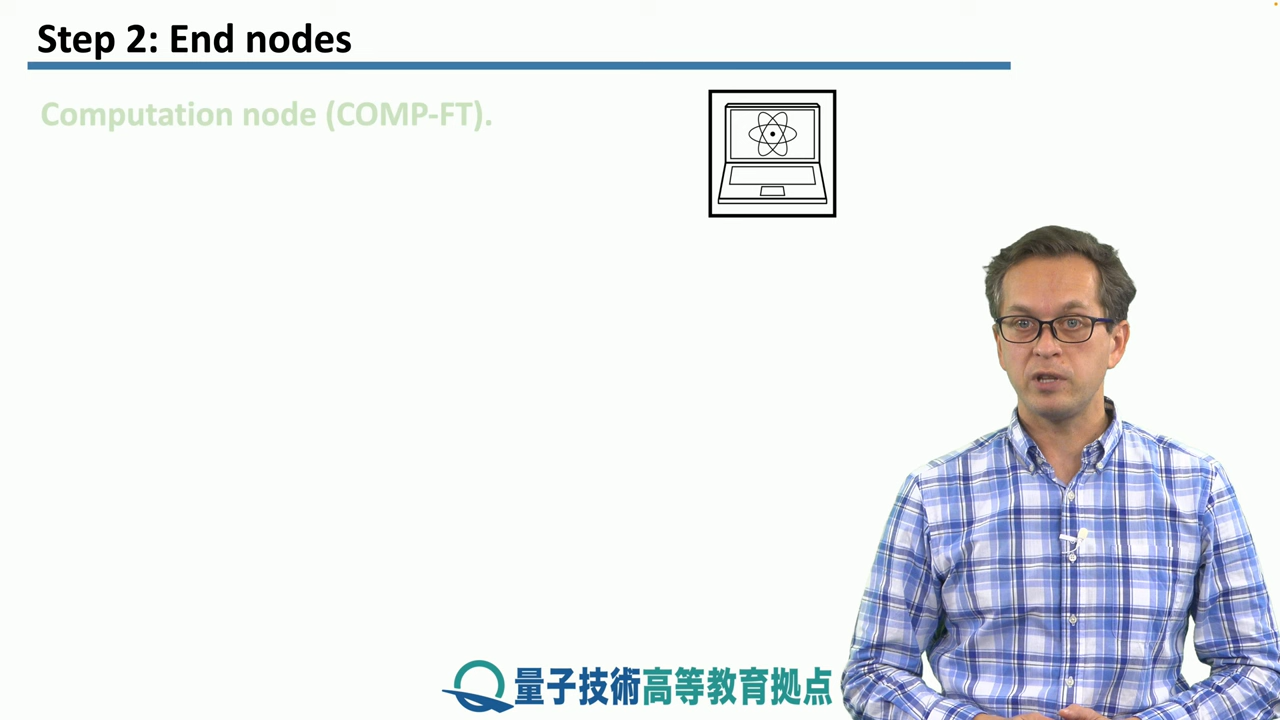 Step 2: End nodes
Computation node (COMP-FT).
量子技術高等教育拠点